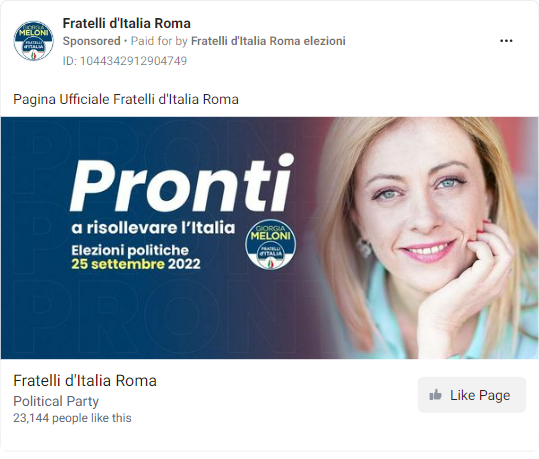 Fratelli d'Italia Roma
Sponsored • Paid for by Fratelli d'Italia Roma elezioni
ID: 1044342912904749
Pagina Ufficiale Fratelli d'Italia Roma
Pronti
a risollevare l'Italia
Elezioni politiche
25 settembre 2022
GIORGIA
MELONI
FRATELLI
d'ITALIA
Fratelli d'Italia Roma
Political Party
23,144 people like this
Like Page